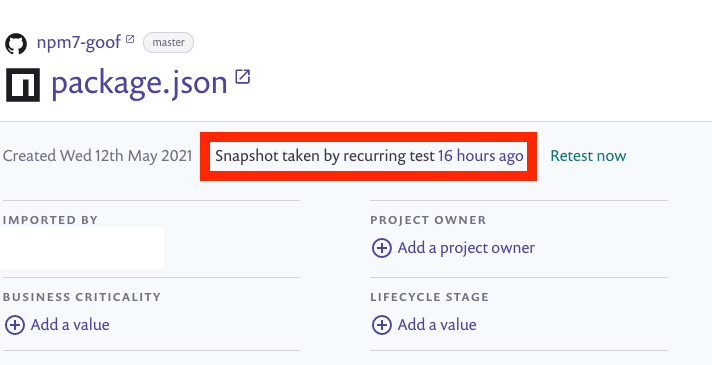 npm7-goof master
package.json
Created Wed 12th May 2021 Snapshot taken by recurring test 16 hours ago Retest now
IMPORTED BY PROJECT OWNER
Add a project owner
BUSINESS CRITICALITY LIFECYCLE STAGE
Add a value Add a value